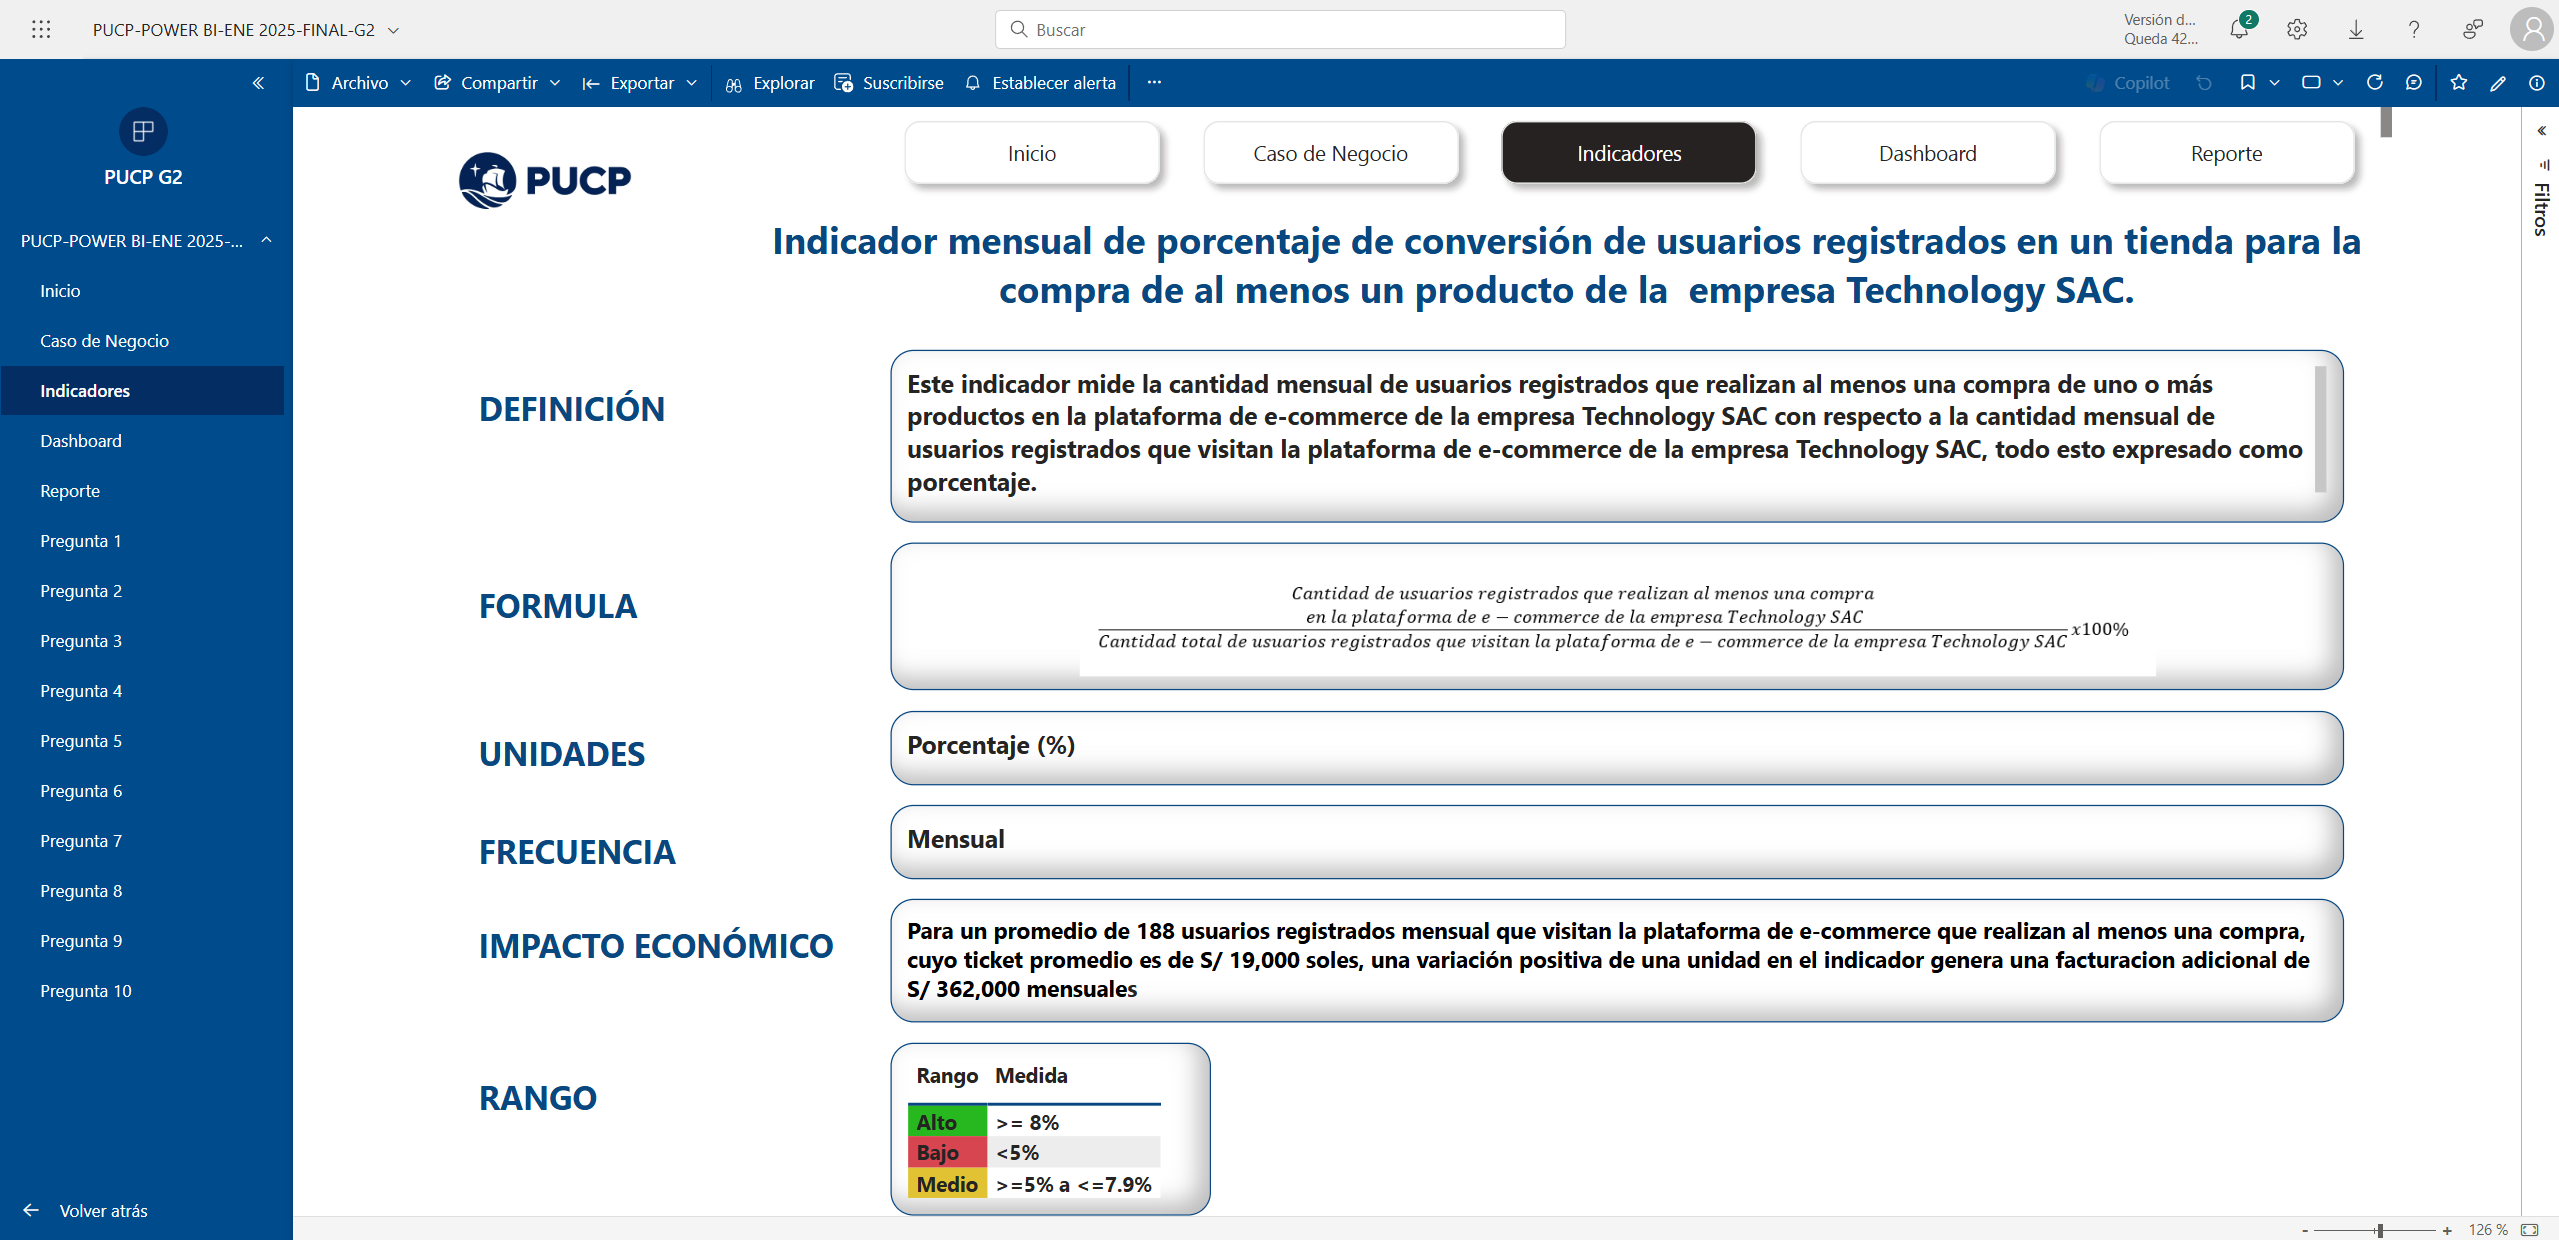 PUCP-POWER BI-ENE 2025-FINAL-G2
Buscar
Versión d...
Queda 42...
2
Archivo
Compartir
Exportar
Explorar
Suscribirse
Establecer alerta
Copilot
PUCP G2
PUCP-POWER BI-ENE 2025-...
Inicio
Caso de Negocio
Indicadores
Dashboard
Reporte
Pregunta 1
Pregunta 2
Pregunta 3
Pregunta 4
Pregunta 5
Pregunta 6
Pregunta 7
Pregunta 8
Pregunta 9
Pregunta 10
Volver atrás
PUCP
Inicio
Caso de Negocio
Indicadores
Dashboard
Reporte
Filtros
Indicador mensual de porcentaje de conversión de usuarios registrados en un tienda para la
compra de al menos un producto de la empresa Technology SAC.
DEFINICIÓN
Este indicador mide la cantidad mensual de usuarios registrados que realizan al menos una compra de uno o más
productos en la plataforma de e-commerce de la empresa Technology SAC con respecto a la cantidad mensual de
usuarios registrados que visitan la plataforma de e-commerce de la empresa Technology SAC, todo esto expresado como
porcentaje.
FORMULA
Cantidad de usuarios registrados que realizan al menos una compra
en la plataforma de e − commerce de la empresa Technology SAC
Cantidad total de usuarios registrados que visitan la plataforma de e − commerce de la empresa Technology SAC x100%
UNIDADES
Porcentaje (%)
FRECUENCIA
Mensual
IMPACTO ECONÓMICO
Para un promedio de 188 usuarios registrados mensual que visitan la plataforma de e-commerce que realizan al menos una compra,
cuyo ticket promedio es de S/ 19,000 soles, una variación positiva de una unidad en el indicador genera una facturacion adicional de
S/ 362,000 mensuales
RANGO
Rango Medida
Alto >= 8%
Bajo <5%
Medio >=5% a <=7.9%
- + 126 %